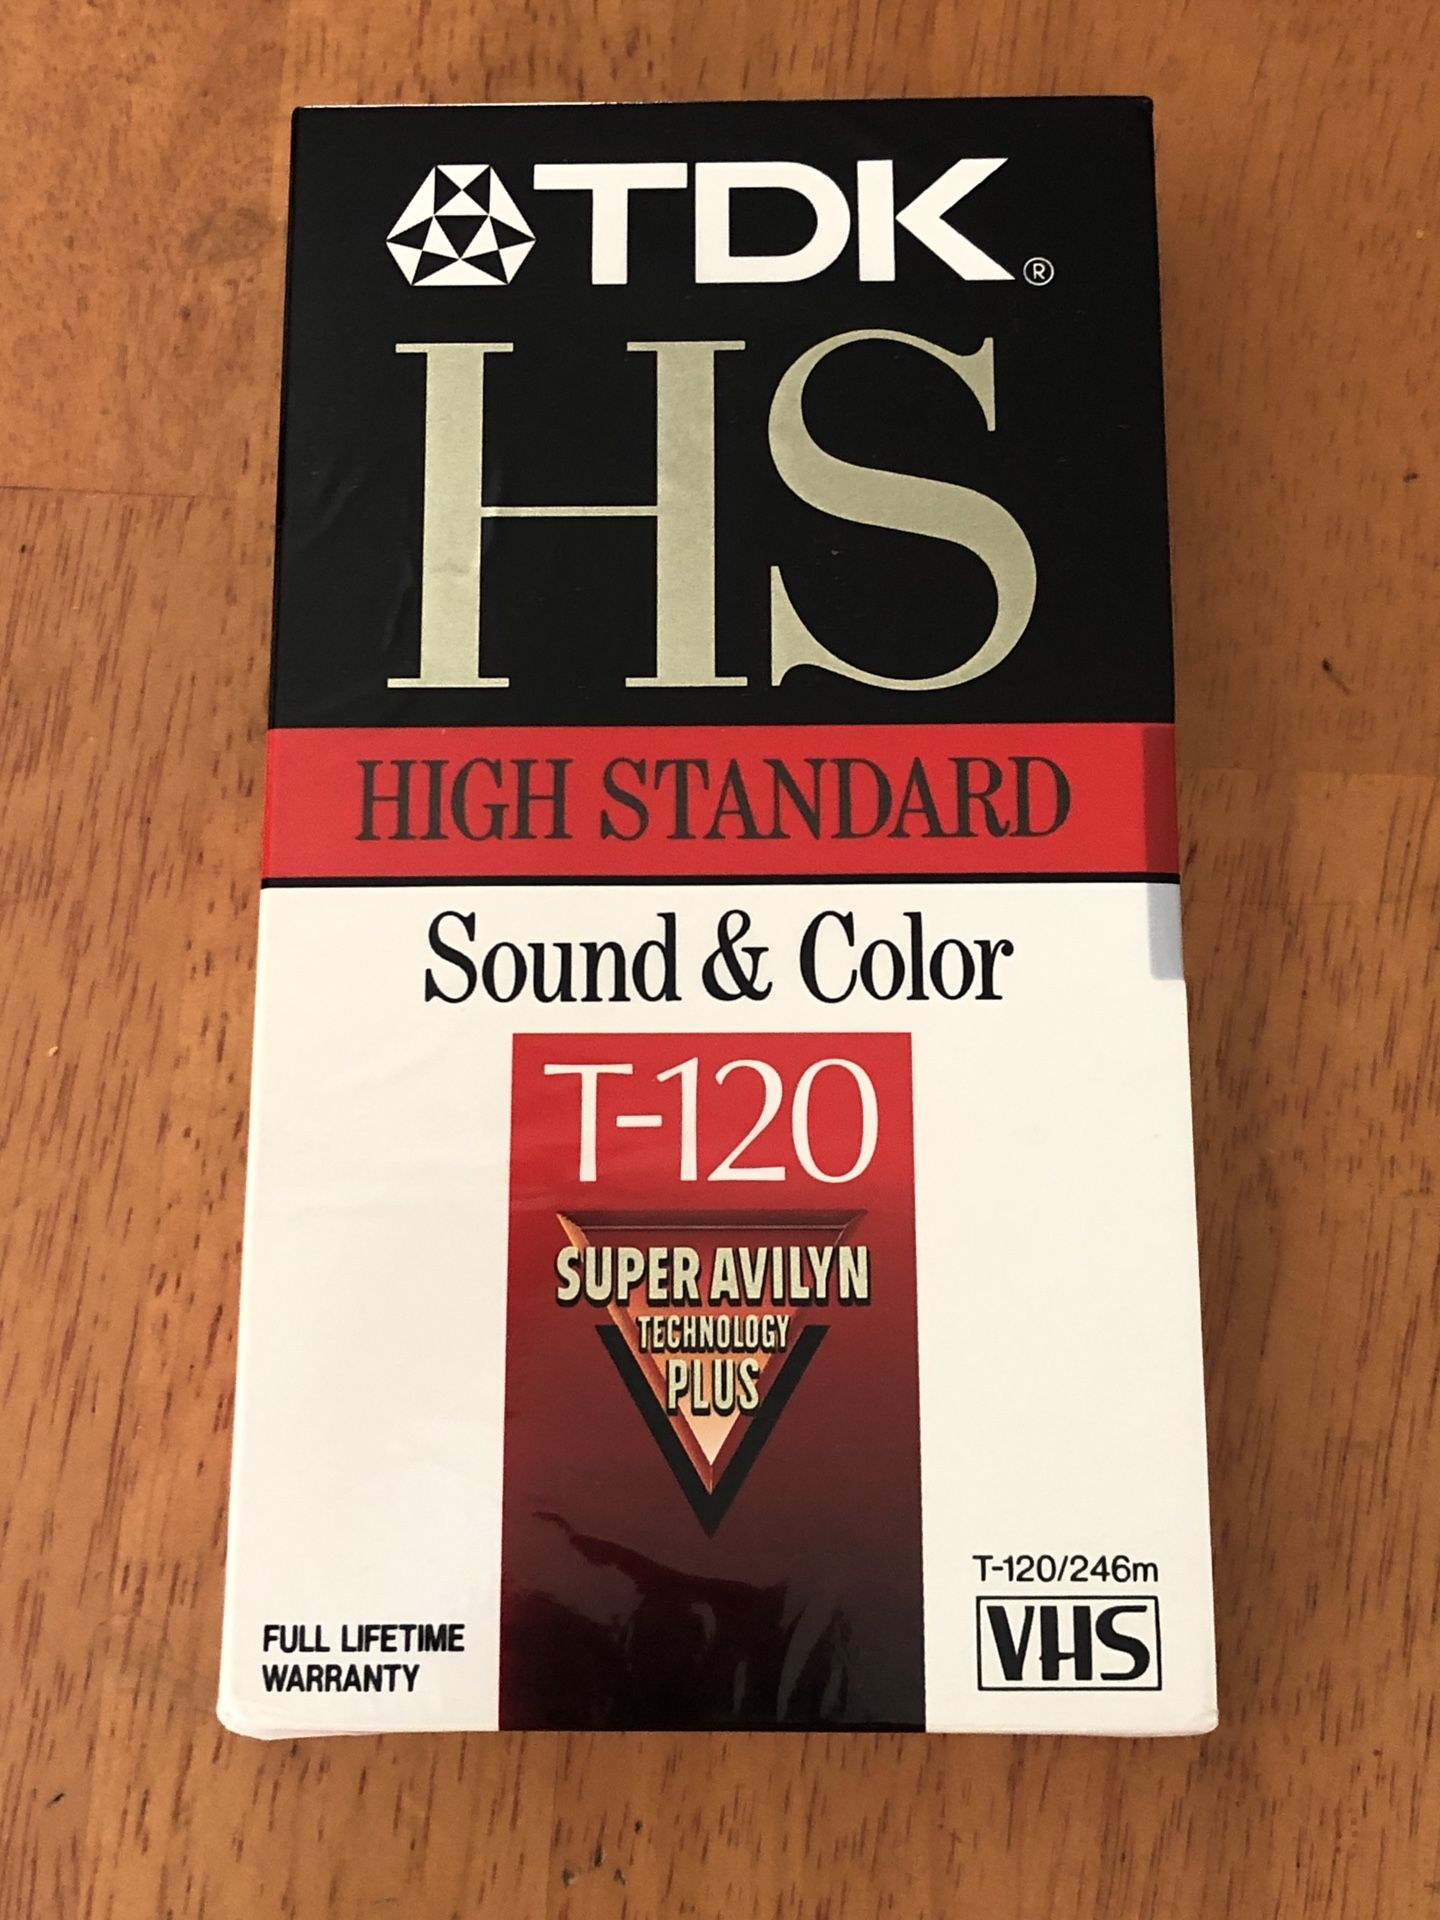 TDK®
HS
HIGH STANDARD
Sound & Color
T-120
SUPER AVILYN
TECHNOLOGY
PLUS
T-120/246m
VHS
FULL LIFETIME
WARRANTY